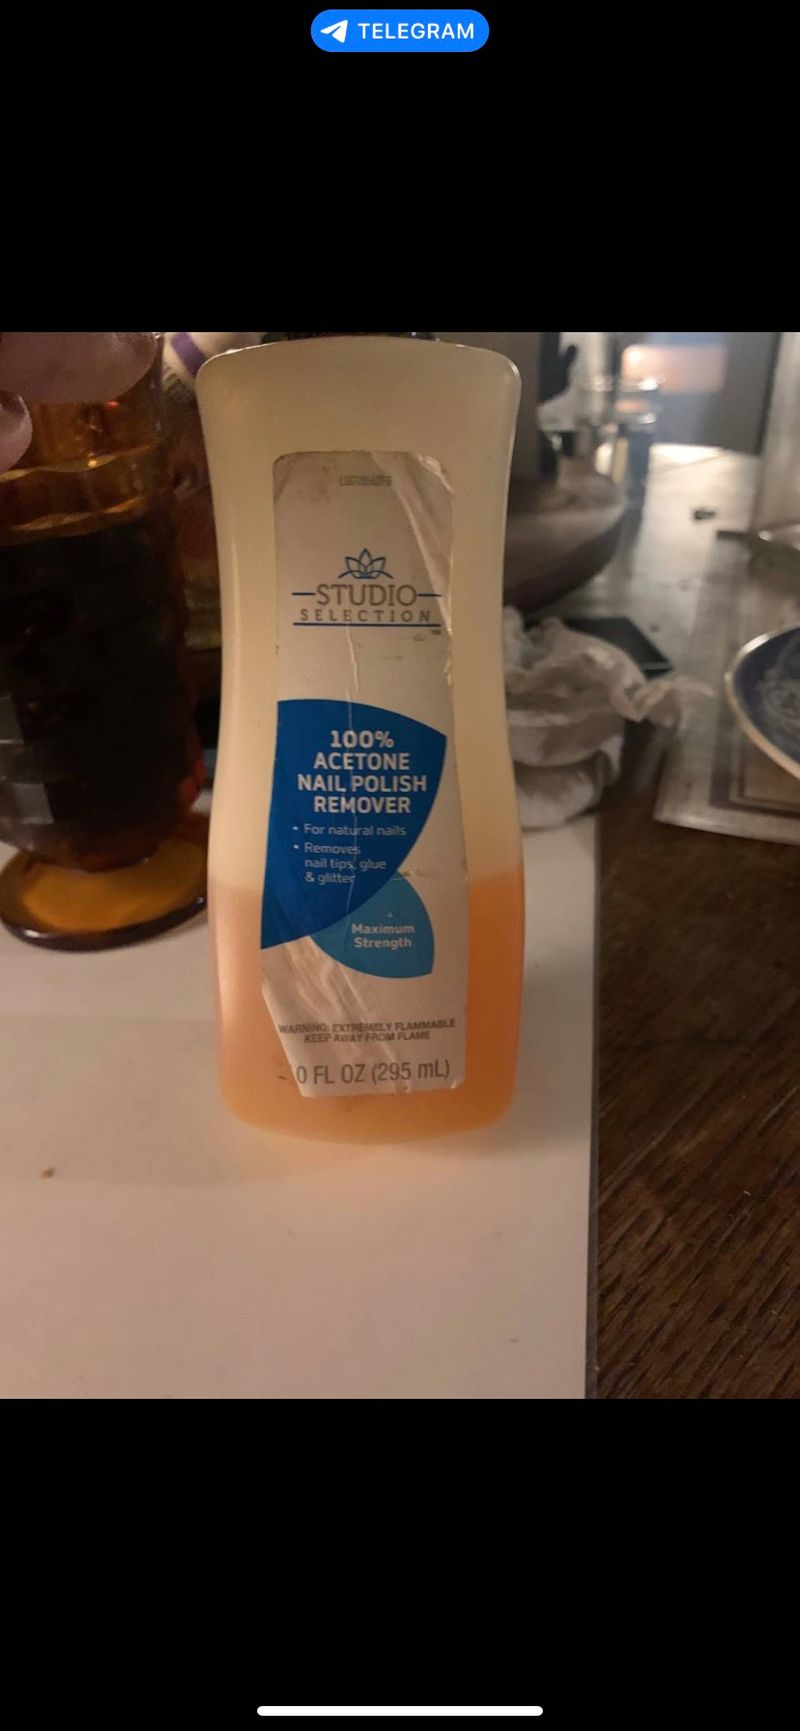 TELEGRAM
STUDIO
SELECTION
TM
100%
ACETONE
NAIL POLISH
REMOVER
• For natural nails
• Removes
nail tips, glue
& glitter
Maximum
Strength
WARNING: EXTREMELY FLAMMABLE
KEEP AWAY FROM FLAME
0 FL OZ (295 mL)